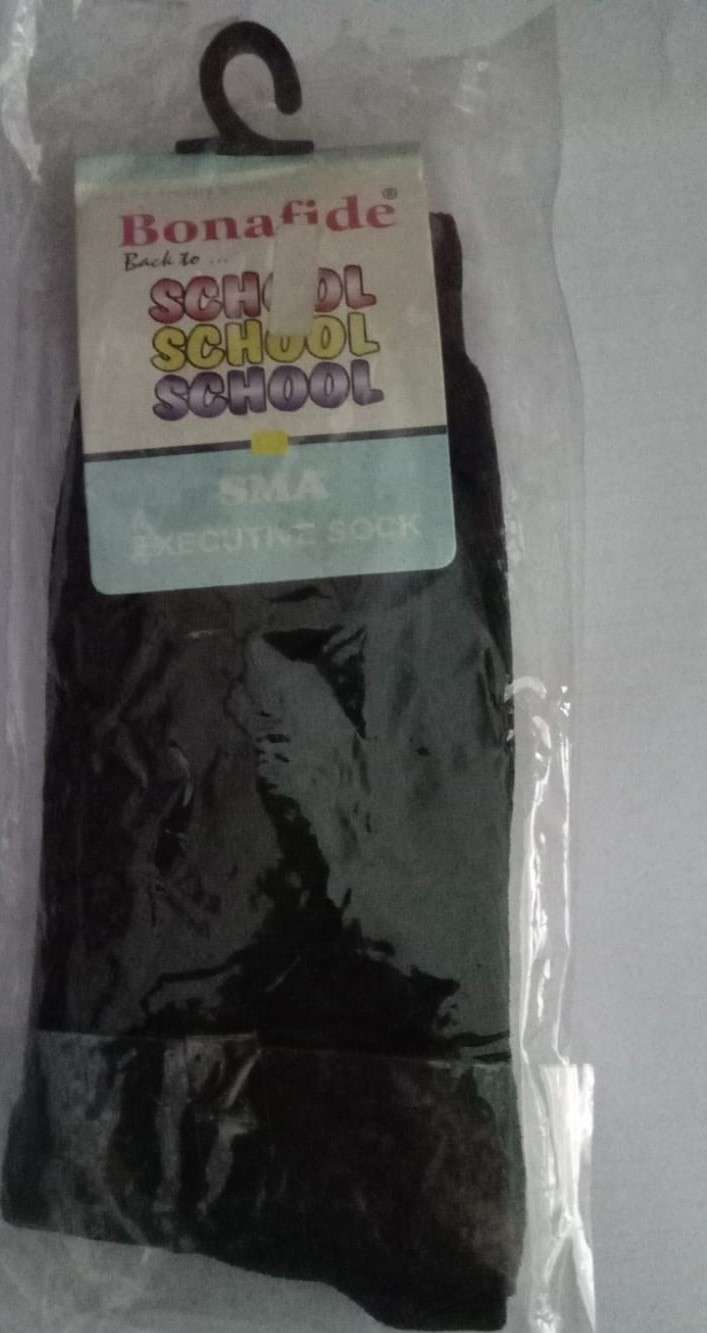 Bonafide®
Back to ...
SCHOOL
SCHOOL
SCHOOL
SMA
EXECUTIVE SOCK